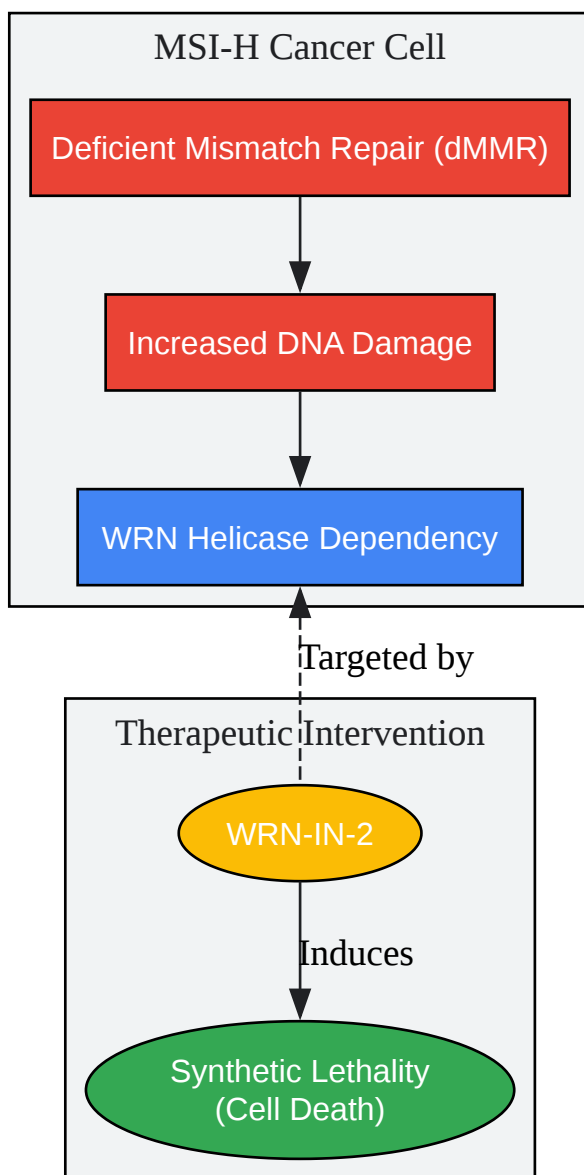 MSI-H Cancer Cell
Deficient Mismatch Repair (dMMR)
Increased DNA Damage
WRN Helicase Dependency
Targeted by
Therapeutic Intervention
WRN-IN-2
Induces
Synthetic Lethality
(Cell Death)